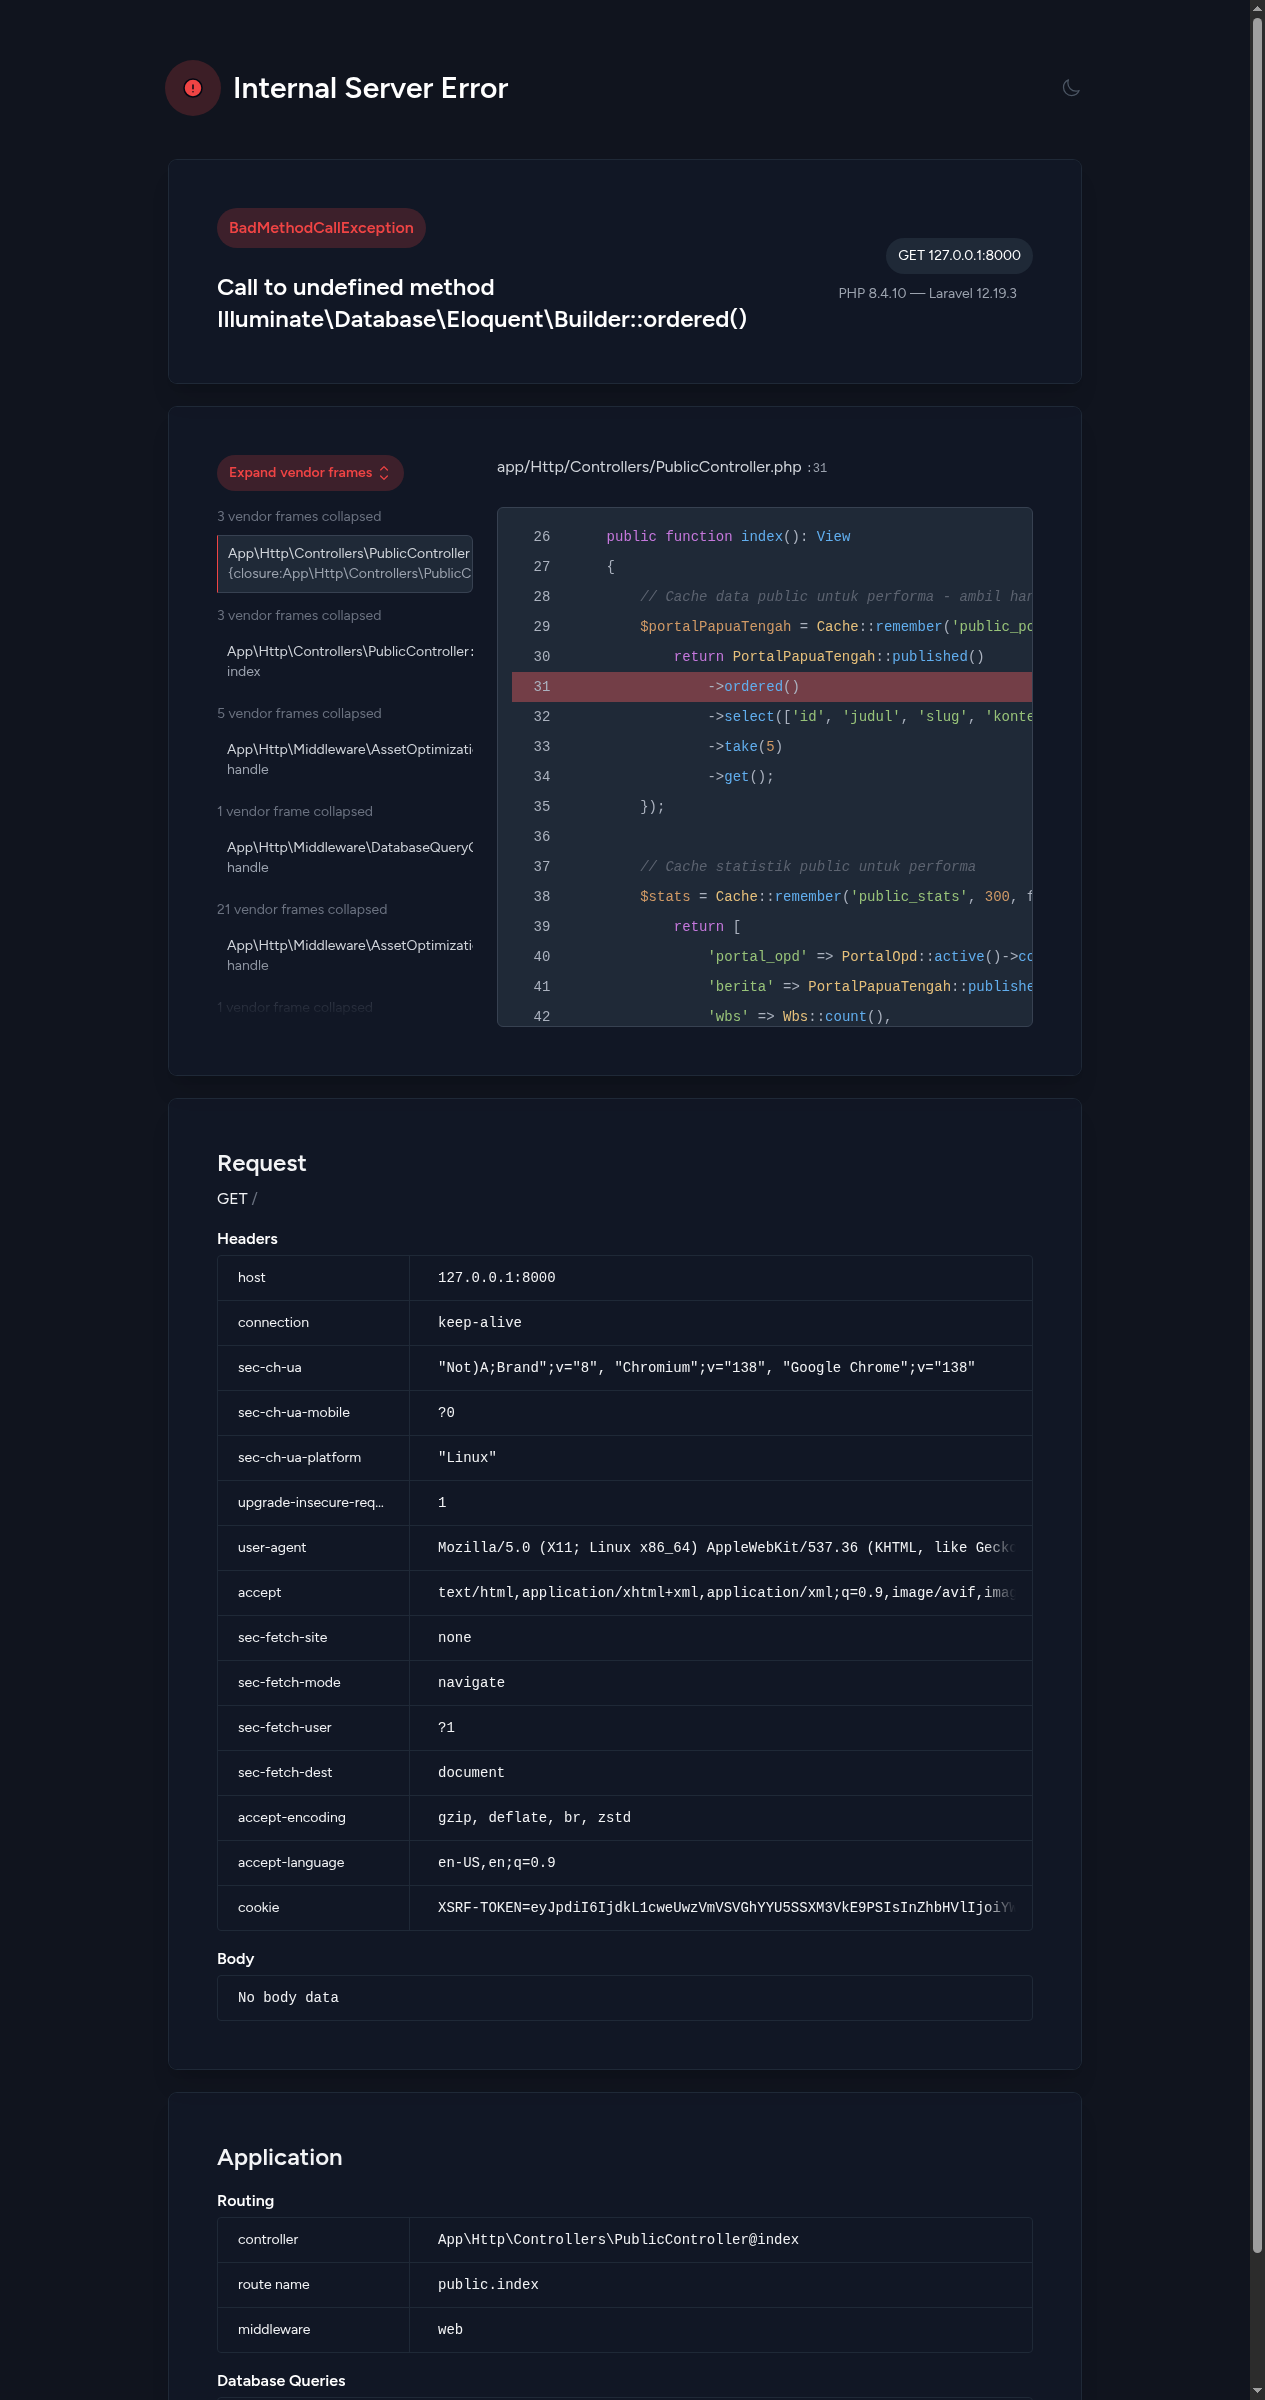 Internal Server Error
BadMethodCallException
GET 127.0.0.1:8000
PHP 8.4.10 — Laravel 12.19.3
Call to undefined method
Illuminate\Database\Eloquent\Builder::ordered()
Expand vendor frames
3 vendor frames collapsed
App\Http\Controllers\PublicController
{closure:App\Http\Controllers\PublicC
3 vendor frames collapsed
App\Http\Controllers\PublicController:
index
5 vendor frames collapsed
App\Http\Middleware\AssetOptimizati
handle
1 vendor frame collapsed
App\Http\Middleware\DatabaseQuery
handle
21 vendor frames collapsed
App\Http\Middleware\AssetOptimizati
handle
1 vendor frame collapsed
app/Http/Controllers/PublicController.php :31
26 public function index(): View
27 {
28 // Cache data public untuk performa - ambil han
29 $portalPapuaTengah = Cache::remember('public_po
30 return PortalPapuaTengah::published()
31 ->ordered()
32 ->select(['id', 'judul', 'slug', 'konte
33 ->take(5)
34 ->get();
35 });
36
37 // Cache statistik public untuk performa
38 $stats = Cache::remember('public_stats', 300, f
39 return [
40 'portal_opd' => PortalOpd::active()->co
41 'berita' => PortalPapuaTengah::publishe
42 'wbs' => Wbs::count(),
Request
GET /
Headers
host 127.0.0.1:8000
connection keep-alive
sec-ch-ua "Not)A;Brand";v="8", "Chromium";v="138", "Google Chrome";v="138"
sec-ch-ua-mobile ?0
sec-ch-ua-platform "Linux"
upgrade-insecure-req… 1
user-agent Mozilla/5.0 (X11; Linux x86_64) AppleWebKit/537.36 (KHTML, like Gecko
accept text/html,application/xhtml+xml,application/xml;q=0.9,image/avif,imag
sec-fetch-site none
sec-fetch-mode navigate
sec-fetch-user ?1
sec-fetch-dest document
accept-encoding gzip, deflate, br, zstd
accept-language en-US,en;q=0.9
cookie XSRF-TOKEN=eyJpdiI6IjdkL1cweUwzVmVSVGhYYU5SSXM3VkE9PSIsInZhbHVlIjoiYW
Body
No body data
Application
Routing
controller App\Http\Controllers\PublicController@index
route name public.index
middleware web
Database Queries